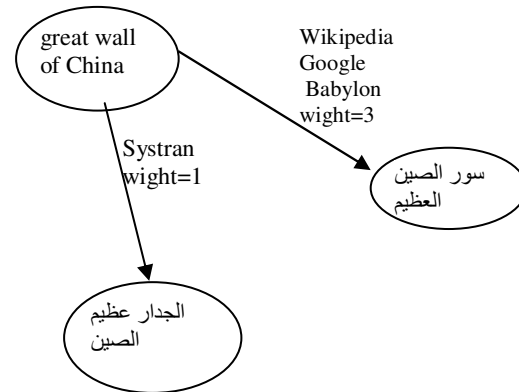 great wall
of China
Wikipedia
Google
Babylon
wight=3
Systran
wight=1
سور الصين
العظيم
الجدار عظيم
الصين